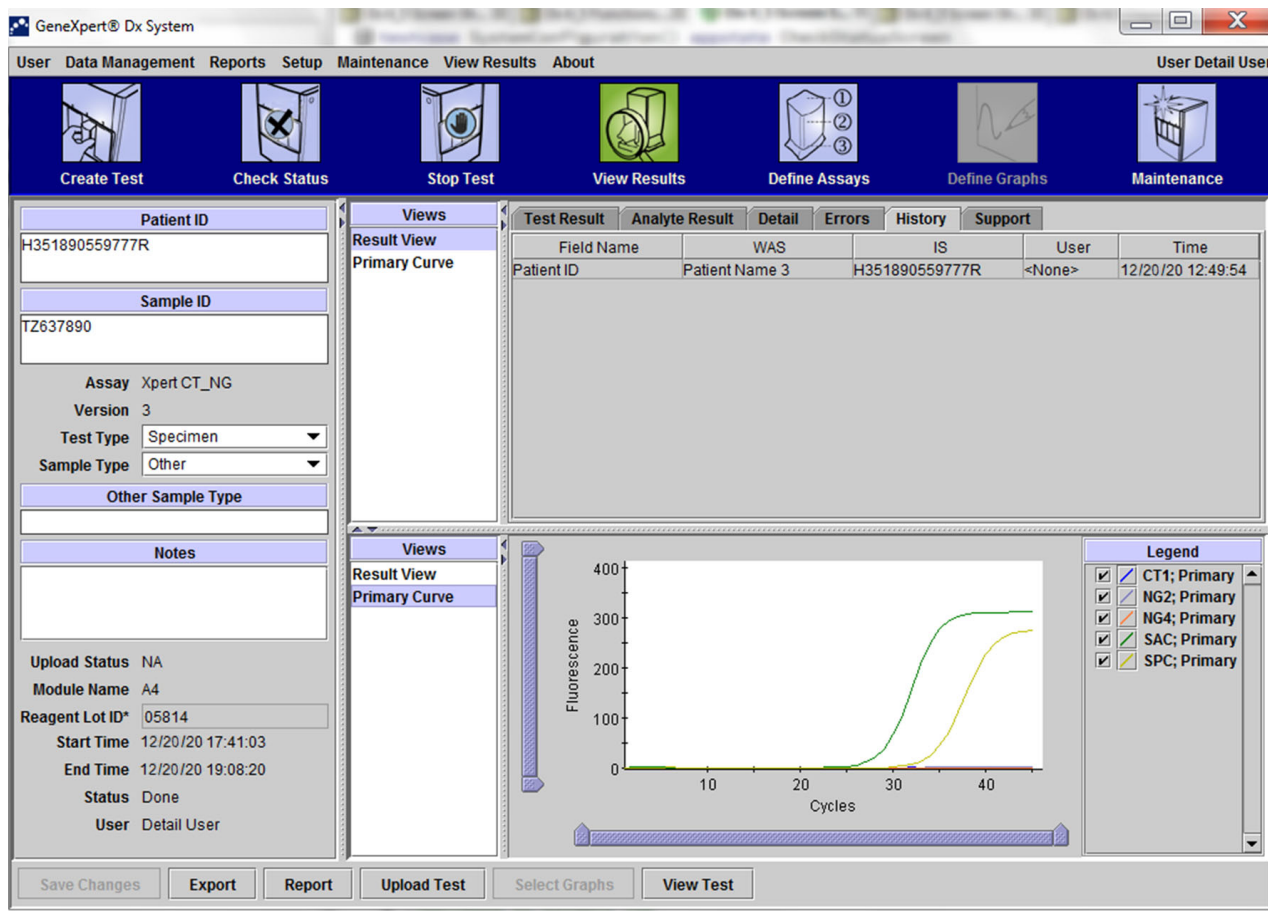 GeneXpert® Dx System
User Data Management Reports Setup Maintenance View Results About User Detail User
① ② ③
Create Test Check Status Stop Test View Results Define Assays Define Graphs Maintenance
Patient ID
H351890559777R
Sample ID
TZ637890
Assay Xpert CT_NG
Version 3
Test Type Specimen
Sample Type Other
Other Sample Type
Notes
Upload Status NA
Module Name A4
Reagent Lot ID* 05814
Start Time 12/20/20 17:41:03
End Time 12/20/20 19:08:20
Status Done
User Detail User
Views
Result View
Primary Curve
Test Result Analyte Result Detail Errors History Support
Field Name WAS IS User Time
Patient ID Patient Name 3 H351890559777R <None> 12/20/20 12:49:54
Views
Result View
Primary Curve
Fluorescence
400
300
200
100
0
10 20 30 40
Cycles
Legend
CT1; Primary
NG2; Primary
NG4; Primary
SAC; Primary
SPC; Primary
Save Changes Export Report Upload Test Select Graphs View Test